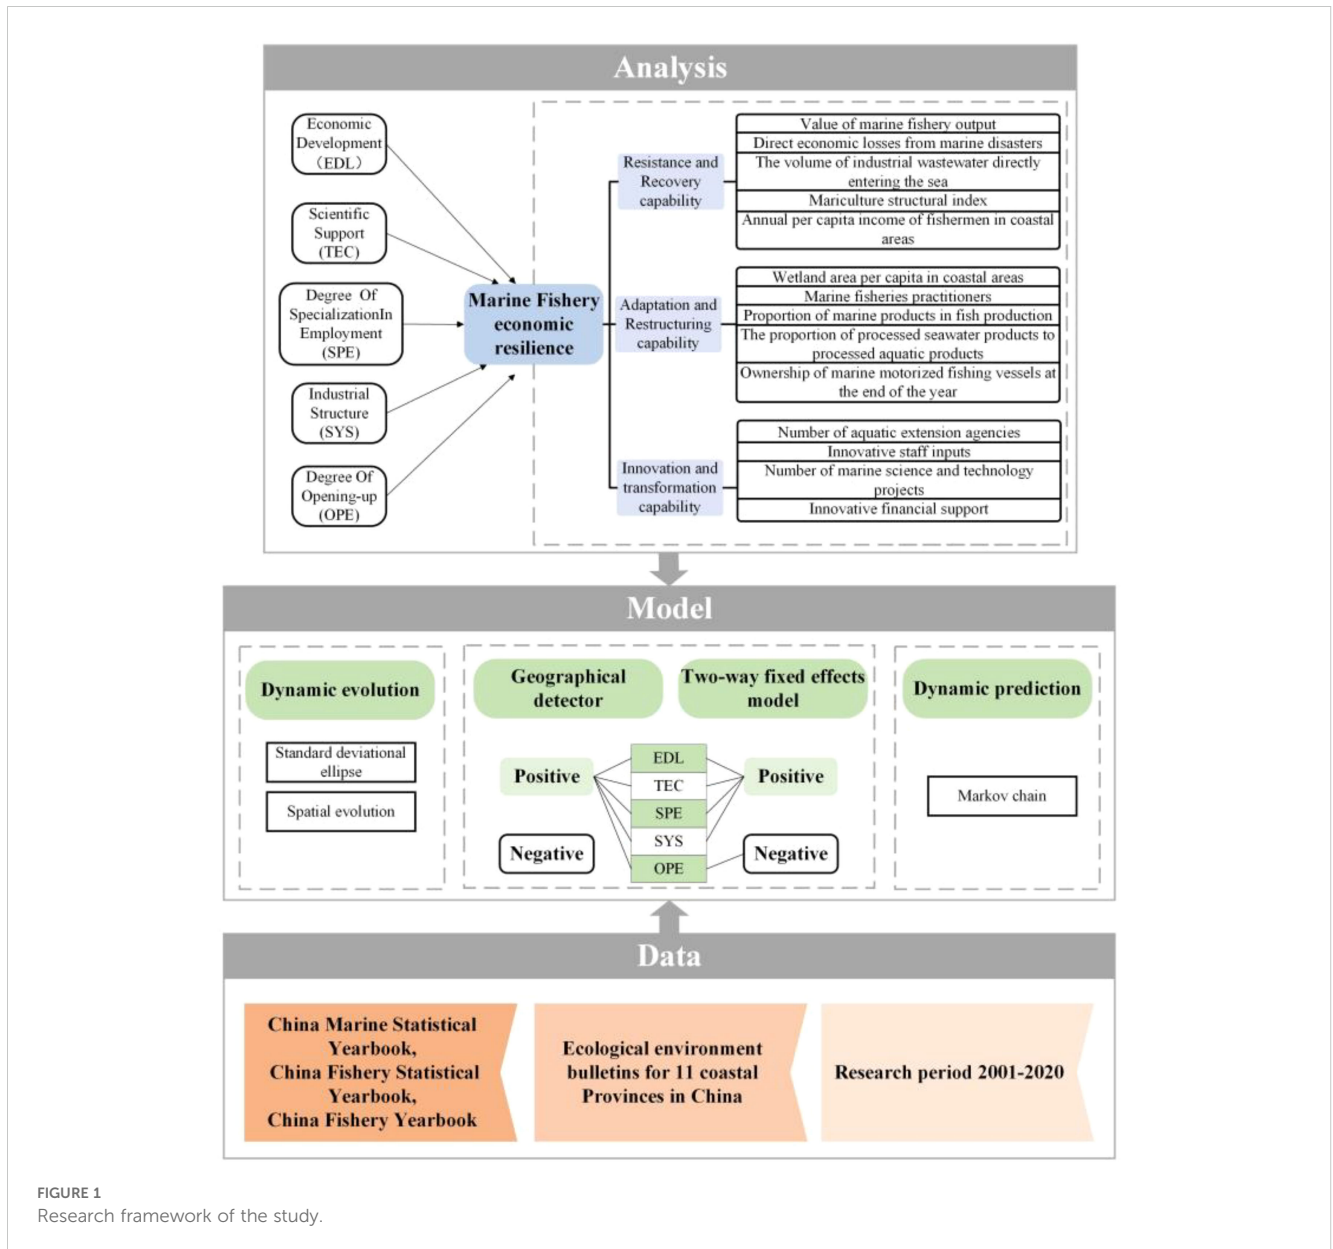 Analysis
Economic
Development
（EDL）
Scientific
Support
(TEC)
Degree Of
SpecializationIn
Employment
(SPE)
Industrial
Structure
(SYS)
Degree Of
Opening-up
(OPE)
Marine Fishery
economic
resilience
Resistance and
Recovery
capability
Value of marine fishery output
Direct economic losses from marine disasters
The volume of industrial wastewater directly
entering the sea
Mariculture structural index
Annual per capita income of fishermen in coastal
areas
Adaptation and
Restructuring
capability
Wetland area per capita in coastal areas
Marine fisheries practitioners
Proportion of marine products in fish production
The proportion of processed seawater products to
processed aquatic products
Ownership of marine motorized fishing vessels at
the end of the year
Innovation and
transformation
capability
Number of aquatic extension agencies
Innovative staff inputs
Number of marine science and technology
projects
Innovative financial support
Model
Dynamic evolution
Standard deviational
ellipse
Spatial evolution
Geographical
detector
Two-way fixed effects
model
Positive
Negative
EDL
TEC
SPE
SYS
OPE
Positive
Negative
Dynamic prediction
Markov chain
Data
China Marine Statistical
Yearbook,
China Fishery Statistical
Yearbook,
China Fishery Yearbook
Ecological environment
bulletins for 11 coastal
Provinces in China
Research period 2001-2020
FIGURE 1
Research framework of the study.